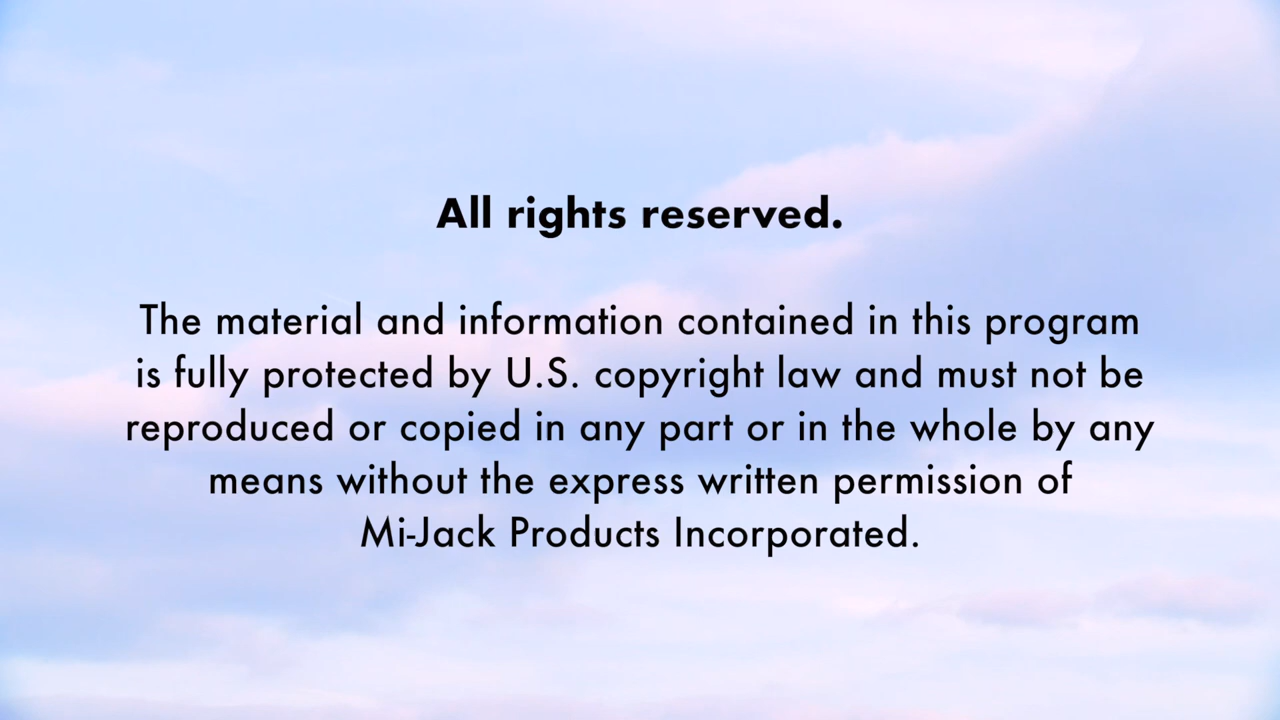 All rights reserved.
The material and information contained in this program
is fully protected by U.S. copyright law and must not be
reproduced or copied in any part or in the whole by any
means without the express written permission of
Mi-Jack Products Incorporated.